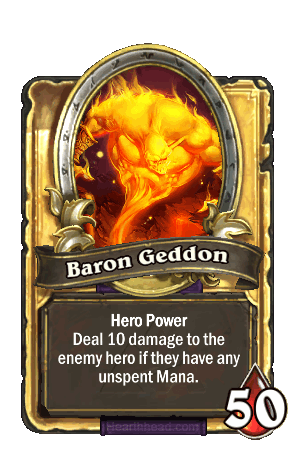 Baron Geddon
Hero Power
Deal 10 damage to the
enemy hero if they have any
unspent Mana.
50
Hearthhead.com